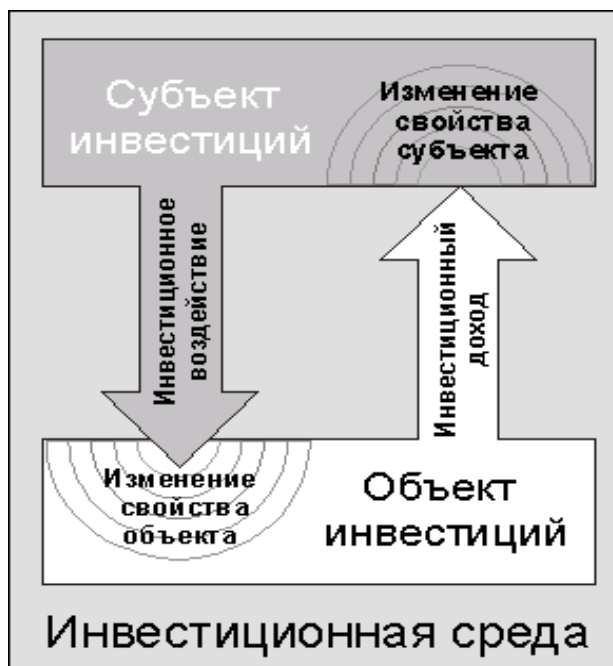 Субъект
инвестиций
Изменение
свойства
субъекта
Инвестиционное
воздействие
Инвестиционный
доход
Изменение
свойства
объекта
Объект
инвестиций
Инвестиционная среда